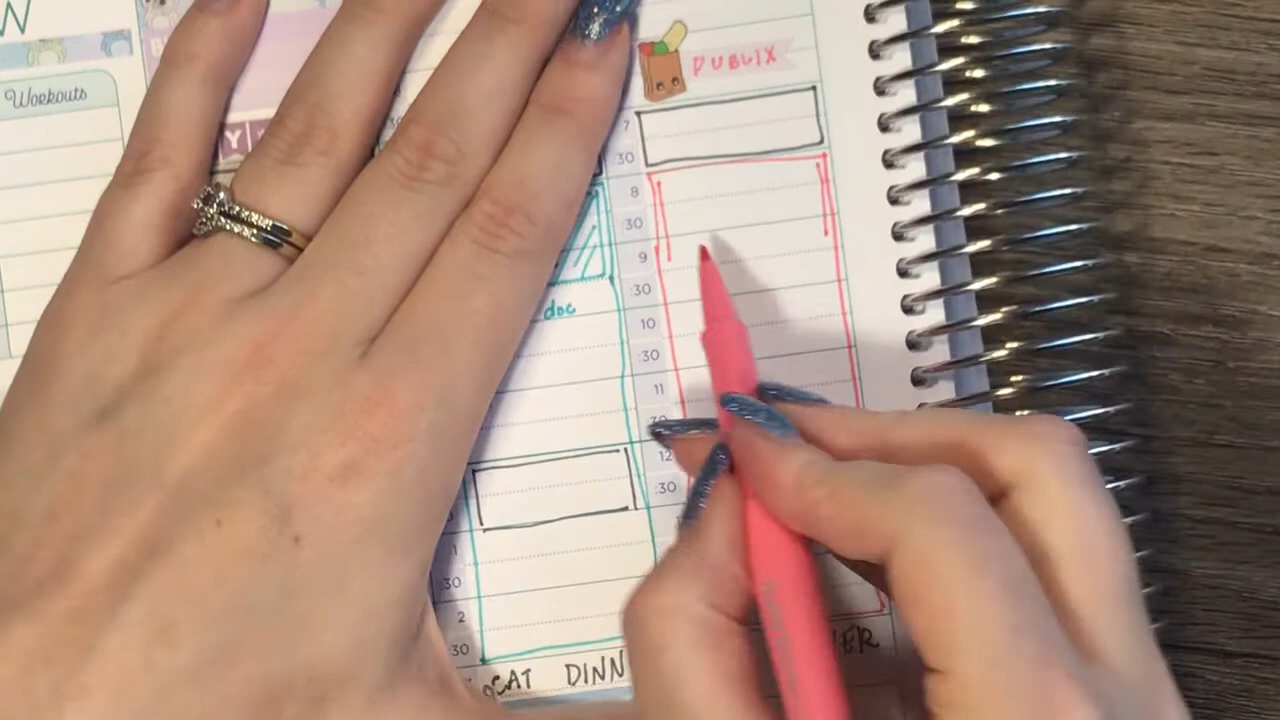 W
Workouts
Y
PUBLIX
7
:30
8
:30
9
:30
10
:30
11
12
:30
doc
1
:30
2
:30
CAT DINN
HER